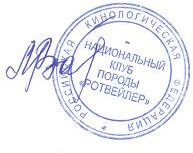 РОССИЙСКАЯ КИНОЛОГИЧЕСКАЯ ФЕДЕРАЦИЯ
НАЦИОНАЛЬНЫЙ
КЛУБ
ПОРОДЫ
"РОТВЕЙЛЕР"